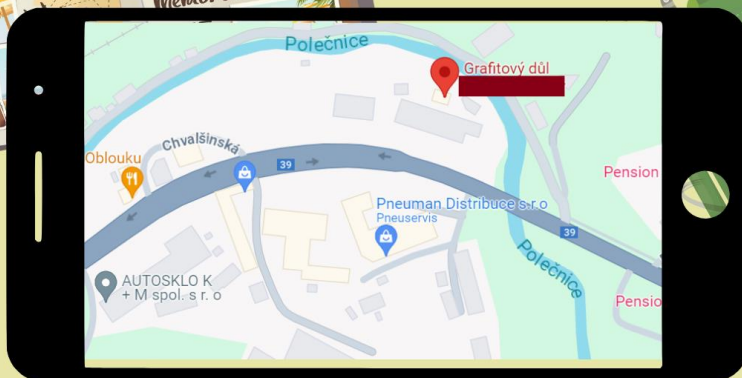 Polečnice
Grafitový důl
Chvalšinská
Oblouku
39
Pension
Pneuman Distribuce s.r.o
Pneuservis
39
Polečnice
AUTOSKLO K
+ M spol. s r. o
Pensio